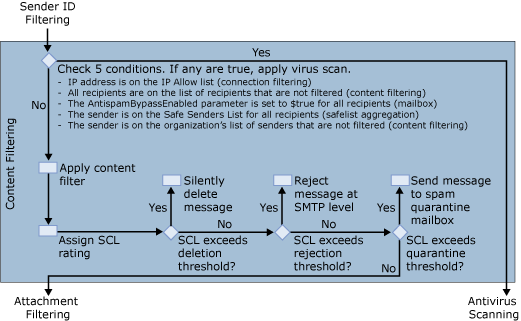 Sender ID
Filtering
Yes
Check 5 conditions. If any are true, apply virus scan.
- IP address is on the IP Allow list (connection filtering)
- All recipients are on the list of recipients that are not filtered (content filtering)
- The AntispamBypassEnabled parameter is set to $true for all recipients (mailbox)
- The sender is on the Safe Senders List for all recipients (safelist aggregation)
- The sender is on the organization's list of senders that are not filtered (content filtering)
No
Content Filtering
Apply content
filter
Silently
delete
message
Reject
message at
SMTP level
Send message
to spam
quarantine
mailbox
Yes
No
Yes
No
Yes
Assign SCL
rating
SCL exceeds
deletion
threshold?
SCL exceeds
rejection
threshold?
SCL exceeds
quarantine
threshold?
No
Attachment
Filtering
Antivirus
Scanning